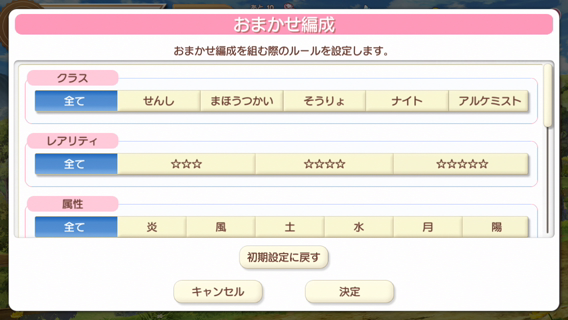 おまかせ編成
おまかせ編成を組む際のルールを設定します。
クラス
全て せんし まほうつかい そうりょ ナイト アルケミスト
レアリティ
全て ☆☆☆ ☆☆☆☆ ☆☆☆☆☆
属性
全て 炎 風 土 水 月 陽
初期設定に戻す
キャンセル 決定